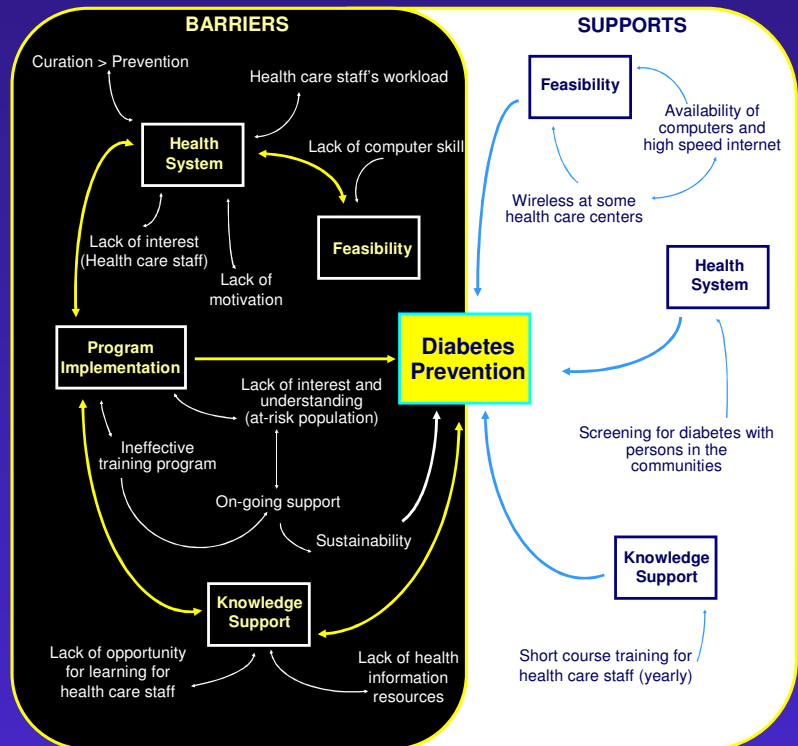 BARRIERS
Curation > Prevention
Health care staff's workload
Health
System
Lack of computer skill
Feasibility
Lack of interest
(Health care staff)
Lack of
motivation
Program
Implementation
Lack of interest and
understanding
(at-risk population)
Ineffective
training program
On-going support
Sustainability
Knowledge
Support
Lack of opportunity
for learning for
health care staff
Lack of health
information
resources
Diabetes
Prevention
SUPPORTS
Feasibility
Availability of
computers and
high speed internet
Wireless at some
health care centers
Health
System
Screening for diabetes with
persons in the
communities
Knowledge
Support
Short course training for
health care staff (yearly)